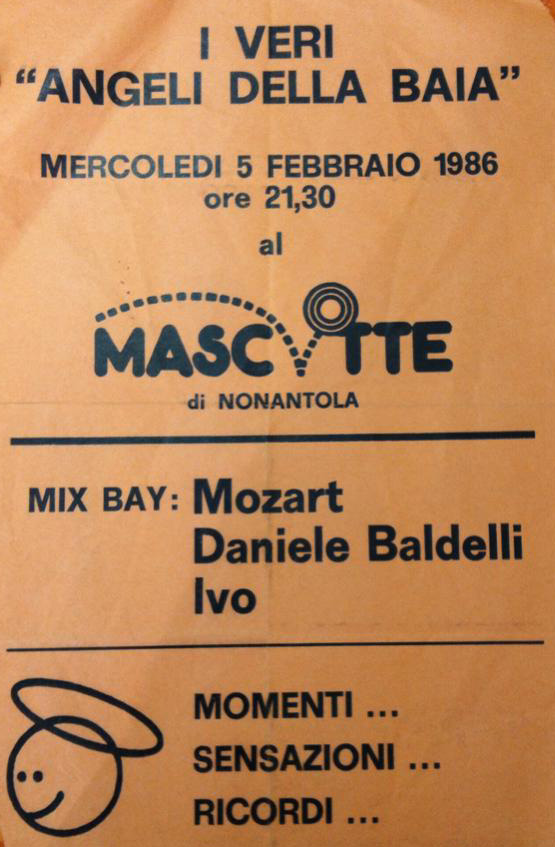 I VERI
“ANGELI DELLA BAIA”
MERCOLEDI 5 FEBBRAIO 1986
ore 21,30
al
MASCOTTE
di NONANTOLA
MIX BAY: Mozart
Daniele Baldelli
Ivo
MOMENTI ...
SENSAZIONI ...
RICORDI ...